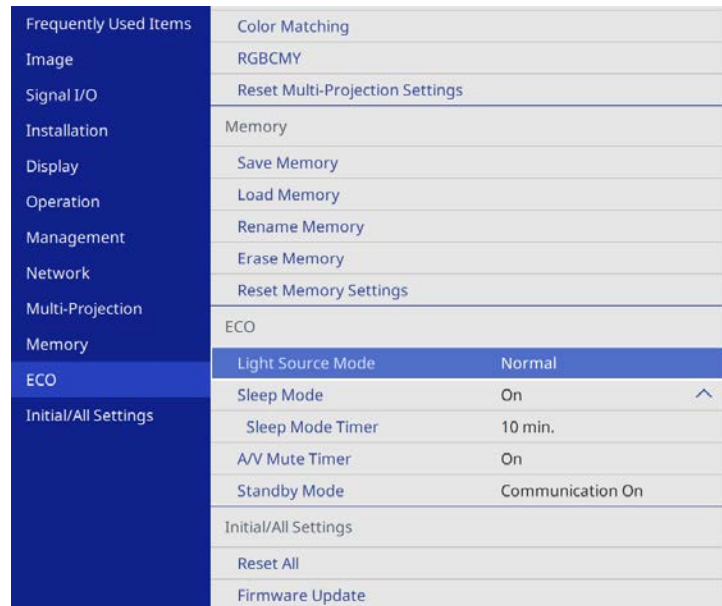 Frequently Used Items
Image
Signal I/O
Installation
Display
Operation
Management
Network
Multi-Projection
Memory
ECO
Initial/All Settings
Color Matching
RGBCMY
Reset Multi-Projection Settings
Memory
Save Memory
Load Memory
Rename Memory
Erase Memory
Reset Memory Settings
ECO
Light Source Mode Normal
Sleep Mode On
Sleep Mode Timer 10 min.
A/V Mute Timer On
Standby Mode Communication On
Initial/All Settings
Reset All
Firmware Update